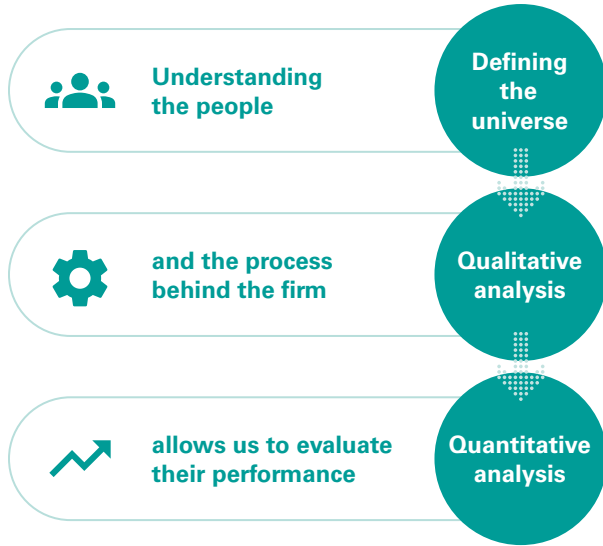 Understanding
the people
Defining
the
universe
and the process
behind the firm
Qualitative
analysis
allows us to evaluate
their performance
Quantitative
analysis